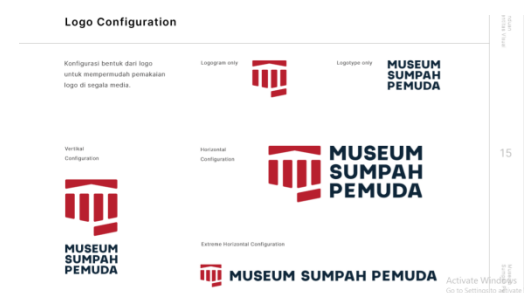 Logo Configuration
Konfigurasi bentuk dari logo
untuk mempermudah pemakaian
logo di segala media.
Logogram only
Logotype only
MUSEUM
SUMPAH
PEMUDA
Vertikal
Configuration
MUSEUM
SUMPAH
PEMUDA
Horizontal
Configuration
MUSEUM
SUMPAH
PEMUDA
Extreme Horizontal Configuration
MUSEUM SUMPAH PEMUDA
15
Activate Windows
Go to Settings to activate